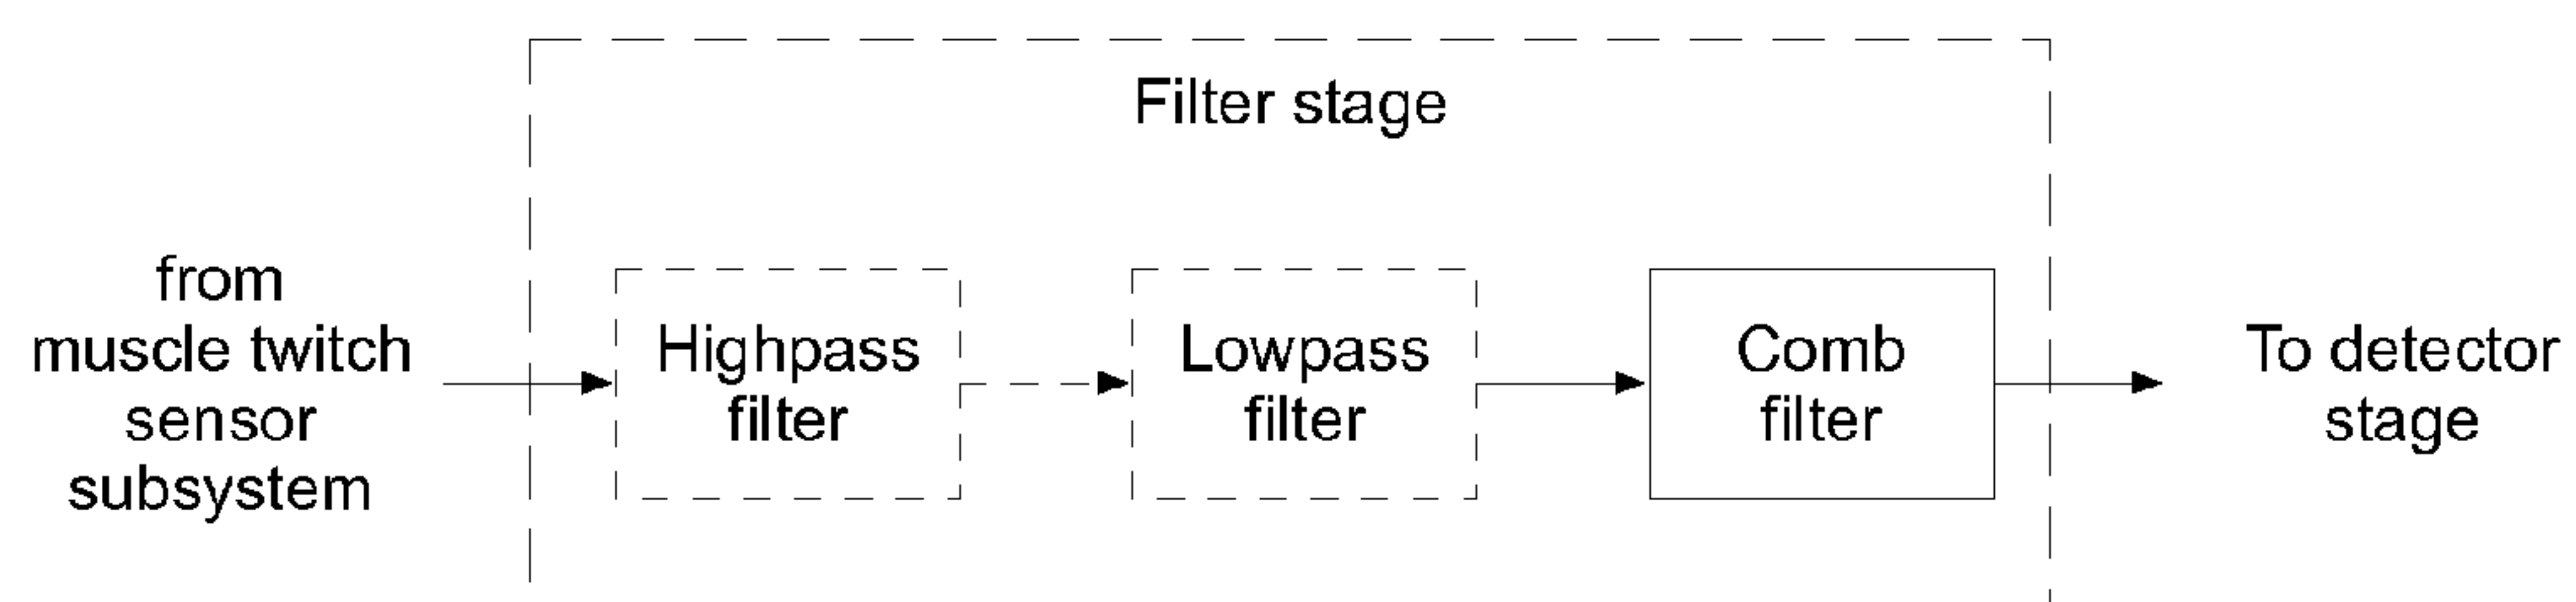 Filter stage
from
muscle twitch
sensor
subsystem
Highpass
filter
Lowpass
filter
Comb
filter
To detector
stage